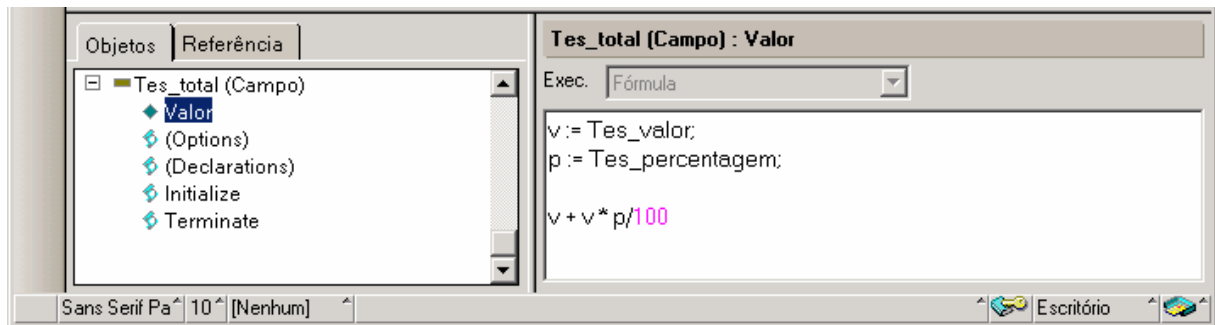 Objetos Referência
Tes_total (Campo)
Valor
(Options)
(Declarations)
Initialize
Terminate
Tes_total (Campo) : Valor
Exec. Fórmula
v := Tes_valor;
p := Tes_percentagem;
v + v * p/100
Sans Serif Pa 10 [Nenhum] Escritório